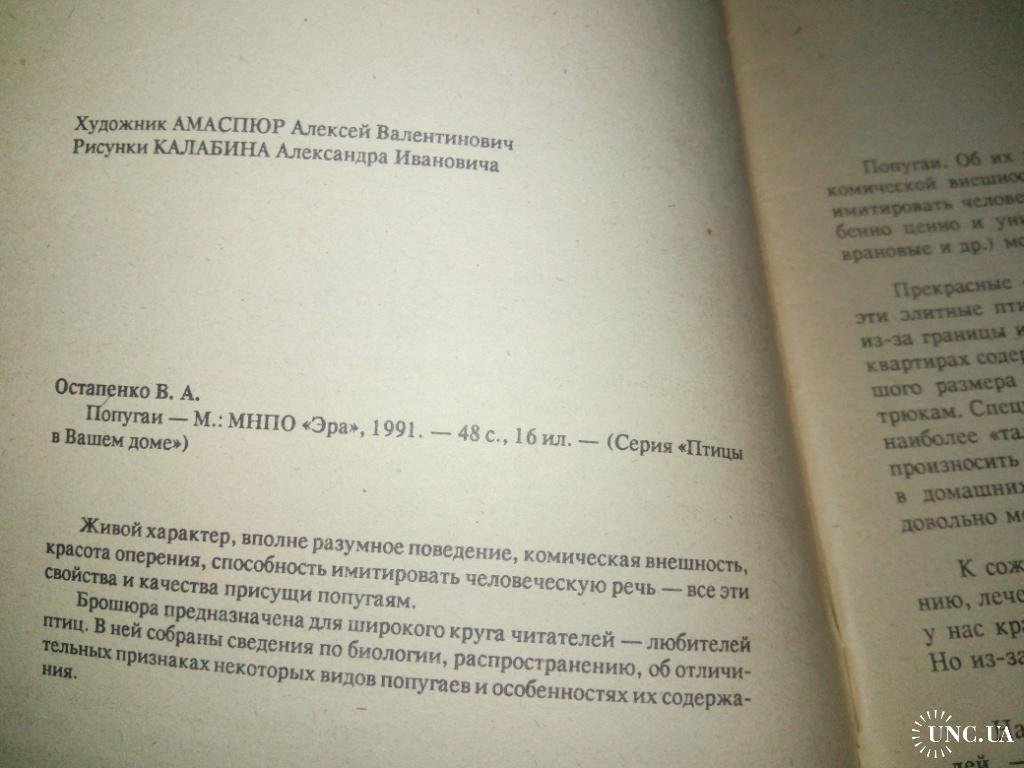 Художник АМАСПЮР Алексей Валентинович
Рисунки КАЛАБИНА Александра Ивановича
Остапенко В. А.
Попугаи — М.: МНПО «Эра», 1991. — 48 с., 16 ил. — (Серия «Птицы
в Вашем доме»)
Живой характер, вполне разумное поведение, комическая внешность,
красота оперения, способность имитировать человеческую речь — все эти
свойства и качества присущи попугаям.
Брошюра предназначена для широкого круга читателей — любителей
птиц. В ней собраны сведения по биологии, распространению, об отличи-
тельных признаках некоторых видов попугаев и особенностях их содержа-
ния.
Попугаи. Об их
комической внешнос
имитировать челове
бенно ценно и уни
врановые и др.) мо
Прекрасные
эти элитные пти
из-за границы и
квартирах содер
шого размера
трюкам. Спец
наиболее «та
произносить
в домашних
довольно ме
К сож
нию, лече
у нас кра
Но из-за
На
лей —
UNC.UA